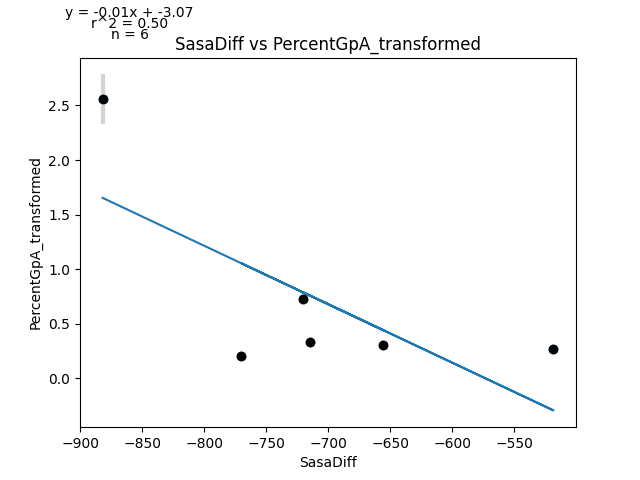 y = -0.01x + -3.07
r^2 = 0.50
n = 6
SasaDiff vs PercentGpA_transformed
PercentGpA_transformed
2.5
2.0
1.5
1.0
0.5
0.0
−900
−850
−800
−750
−700
−650
−600
−550
SasaDiff